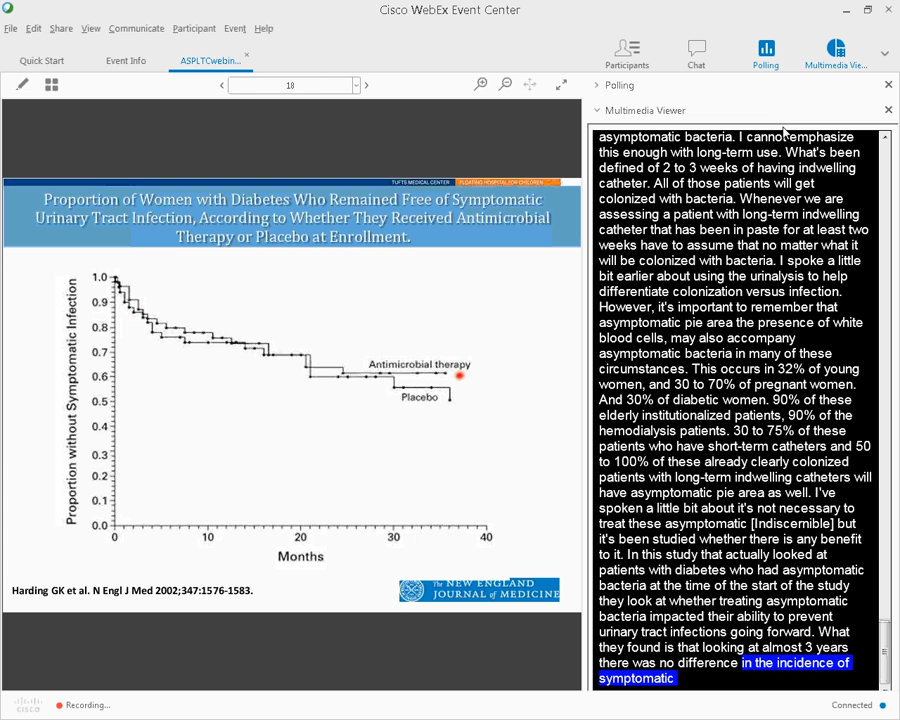 Cisco WebEx Event Center
File Edit Share View Communicate Participant Event Help
Quick Start
Event Info
ASPLTCwebin...
Participants
Chat
Polling
Multimedia Vie...
18
Polling
Multimedia Viewer
TUFTS MEDICAL CENTER
FLOATING HOSPITAL FOR CHILDREN
Proportion of Women with Diabetes Who Remained Free of Symptomatic
Urinary Tract Infection, According to Whether They Received Antimicrobial
Therapy or Placebo at Enrollment.
Proportion without Symptomatic Infection
1.0
0.9
0.8
0.7
0.6
0.5
0.4
0.3
0.2
0.1
0.0
Antimicrobial therapy
Placebo
0 10 20 30 40
Months
Harding GK et al. N Engl J Med 2002;347:1576-1583.
The NEW ENGLAND
JOURNAL of MEDICINE
asymptomatic bacteria. I cannot emphasize
this enough with long-term use. What's been
defined of 2 to 3 weeks of having indwelling
catheter. All of those patients will get
colonized with bacteria. Whenever we are
assessing a patient with long-term indwelling
catheter that has been in paste for at least two
weeks have to assume that no matter what it
will be colonized with bacteria. I spoke a little
bit earlier about using the urinalysis to help
differentiate colonization versus infection.
However, it's important to remember that
asymptomatic pie area the presence of white
blood cells, may also accompany
asymptomatic bacteria in many of these
circumstances. This occurs in 32% of young
women, and 30 to 70% of pregnant women.
And 30% of diabetic women. 90% of these
elderly institutionalized patients, 90% of the
hemodialysis patients. 30 to 75% of these
patients who have short-term catheters and 50
to 100% of these already clearly colonized
patients with long-term indwelling catheters will
have asymptomatic pie area as well. I've
spoken a little bit about it's not necessary to
treat these asymptomatic [Indiscernible] but
it's been studied whether there is any benefit
to it. In this study that actually looked at
patients with diabetes who had asymptomatic
bacteria at the time of the start of the study
they look at whether treating asymptomatic
bacteria impacted their ability to prevent
urinary tract infections going forward. What
they found is that looking at almost 3 years
there was no difference in the incidence of
symptomatic
cisco
Recording...
Connected